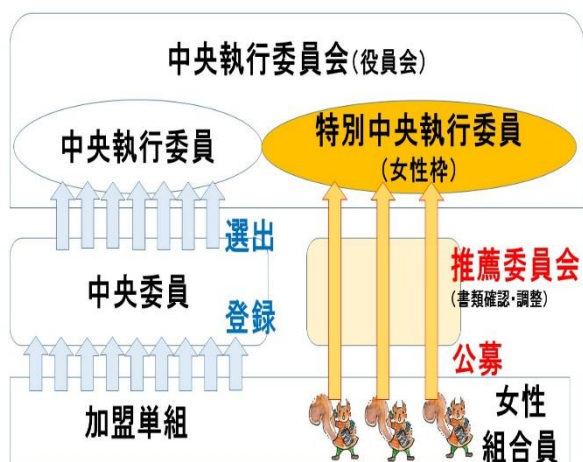 中央執行委員会(役員会)
中央執行委員
特別中央執行委員
(女性枠)
選出
中央委員
登録
推薦委員会
(書類確認・調整)
公募
加盟単組
女性
組合員